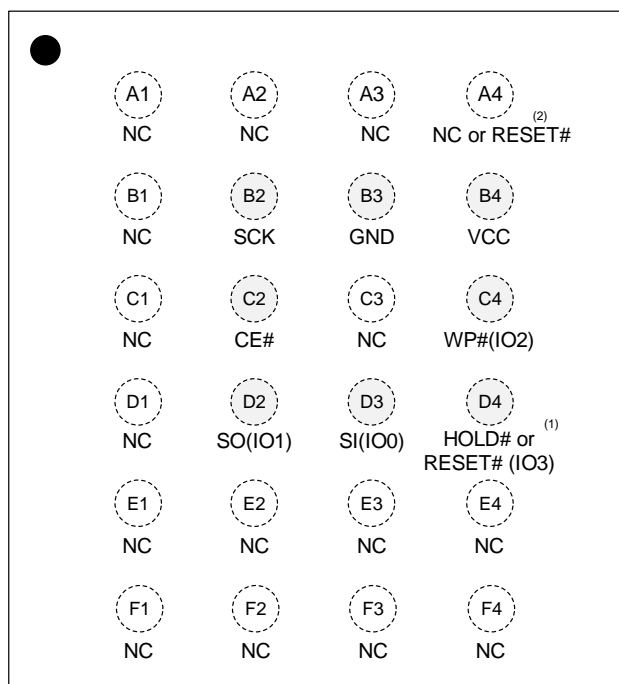 A1 A2 A3 A4
NC NC NC NC or RESET# (2)
B1 B2 B3 B4
NC SCK GND VCC
C1 C2 C3 C4
NC CE# NC WP#(IO2)
D1 D2 D3 D4
NC SO(IO1) SI(IO0) HOLD# or (1)
RESET# (IO3)
E1 E2 E3 E4
NC NC NC NC
F1 F2 F3 F4
NC NC NC NC